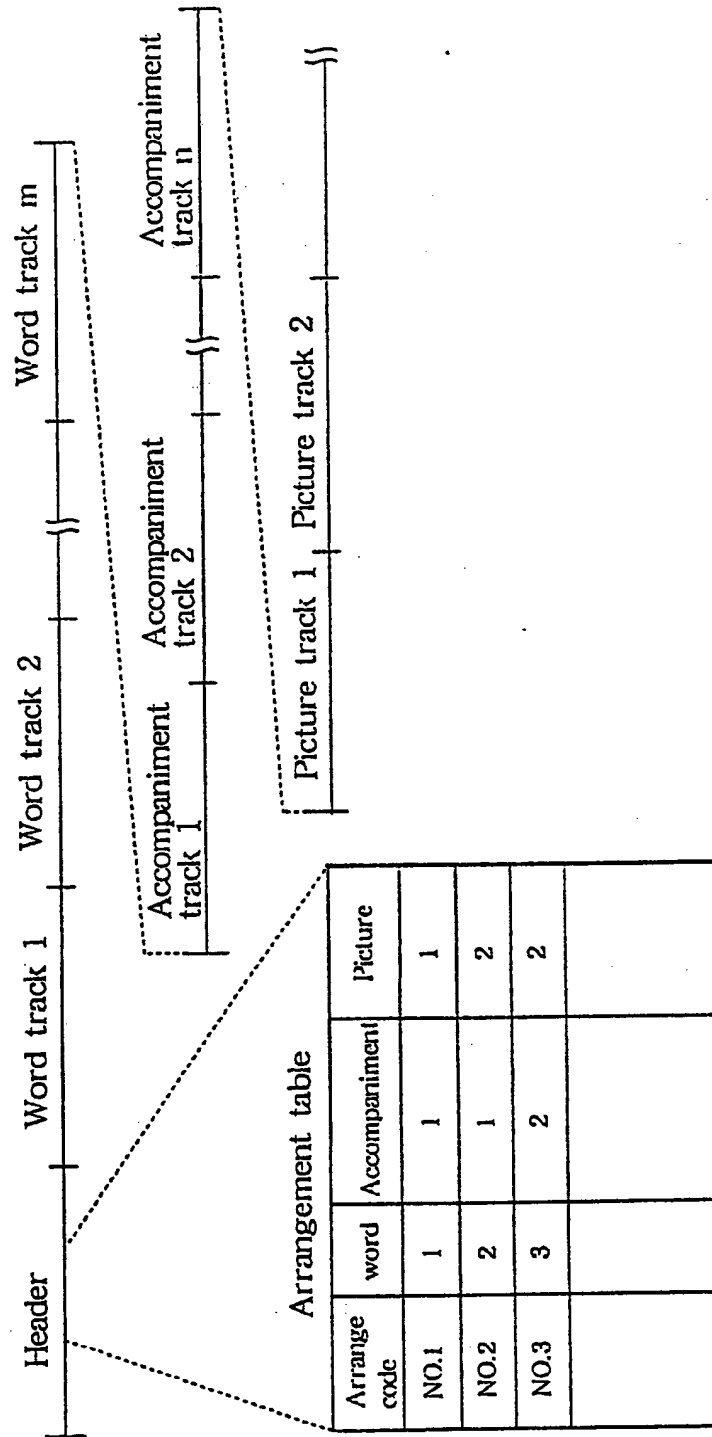 Header
Word track 1
Word track 2
Word track m
Accompaniment
track 1
Accompaniment
track 2
Accompaniment
track n
Picture track 1
Picture track 2
Arrangement table
Arrange
code
word
Accompaniment
Picture
NO.1
1
1
1
NO.2
2
1
2
NO.3
3
2
2